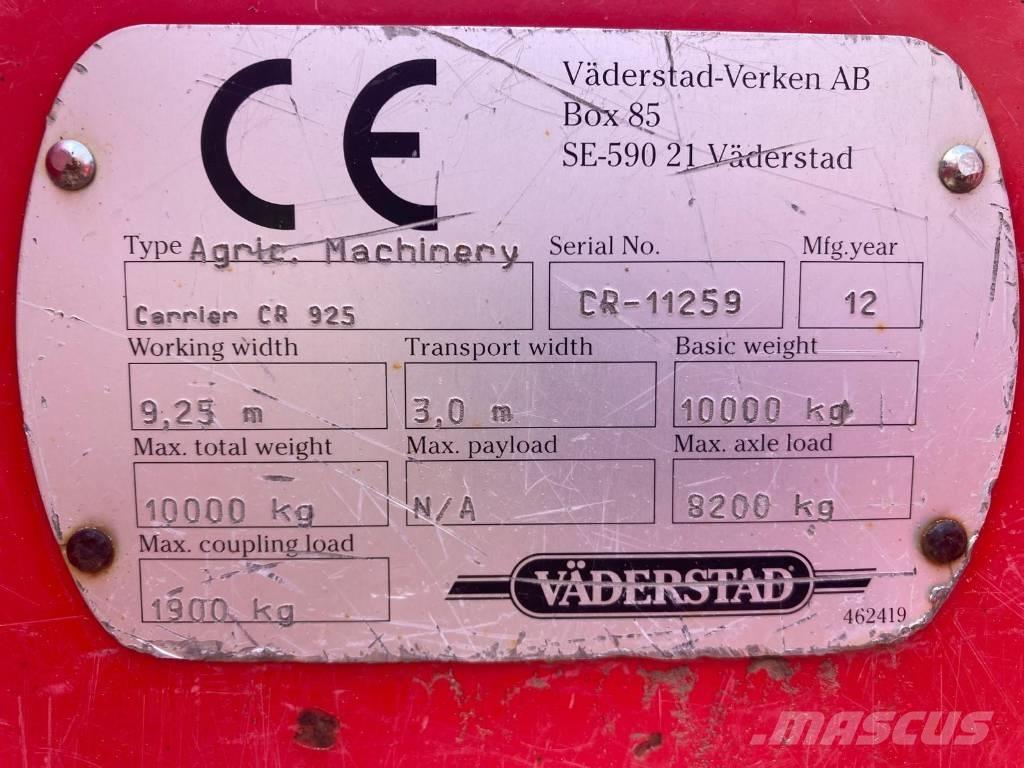 CE
Väderstad-Verken AB
Box 85
SE-590 21 Väderstad
Type Agric. Machinery
Serial No.
Mfg.year
Carrier CR 925
CR-11259
12
Working width
Transport width
Basic weight
9,25 m
3,0 m
10000 kg
Max. total weight
Max. payload
Max. axle load
10000 kg
N/A
8200 kg
Max. coupling load
1900 kg
VÄDERSTAD
462419
MASCUS